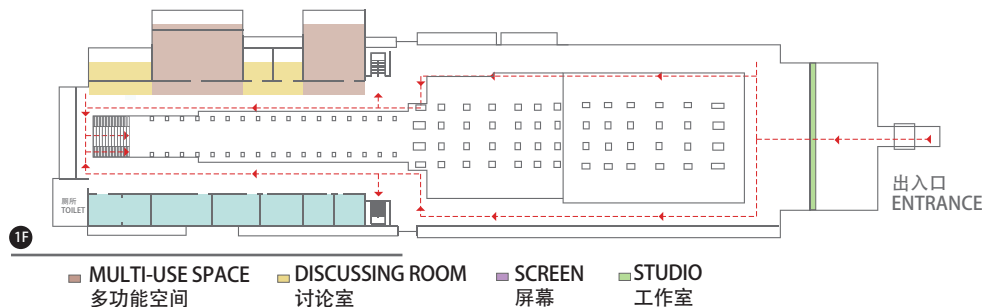 厕所
TOILET
出入口
ENTRANCE
1F
MULTI-USE SPACE
多功能空间
DISCUSSING ROOM
讨论室
SCREEN
屏幕
STUDIO
工作室